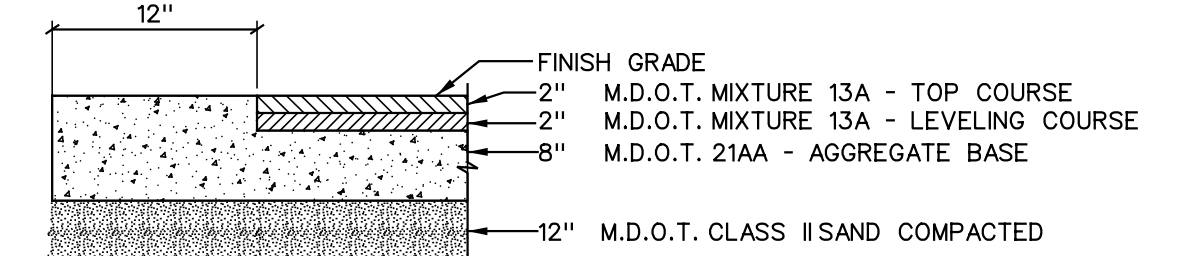 12"
FINISH GRADE
2" M.D.O.T. MIXTURE 13A - TOP COURSE
2" M.D.O.T. MIXTURE 13A - LEVELING COURSE
8" M.D.O.T. 21AA - AGGREGATE BASE
12" M.D.O.T. CLASS II SAND COMPACTED